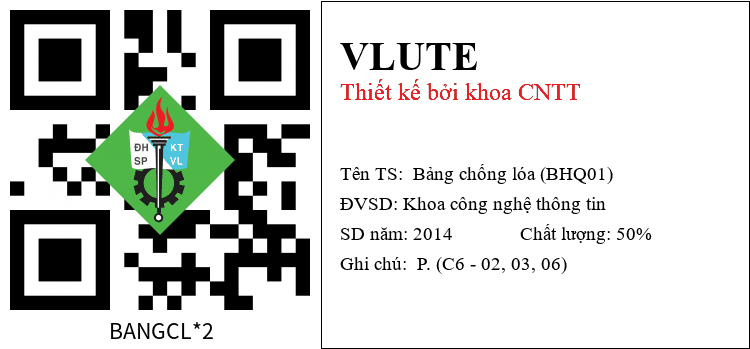 ĐH KT
SP VL
BANGCL*2
VLUTE
Thiết kế bởi khoa CNTT
Tên TS: Bảng chống lóa (BHQ01)
ĐVSD: Khoa công nghệ thông tin
SD năm: 2014 Chất lượng: 50%
Ghi chú: P. (C6 - 02, 03, 06)